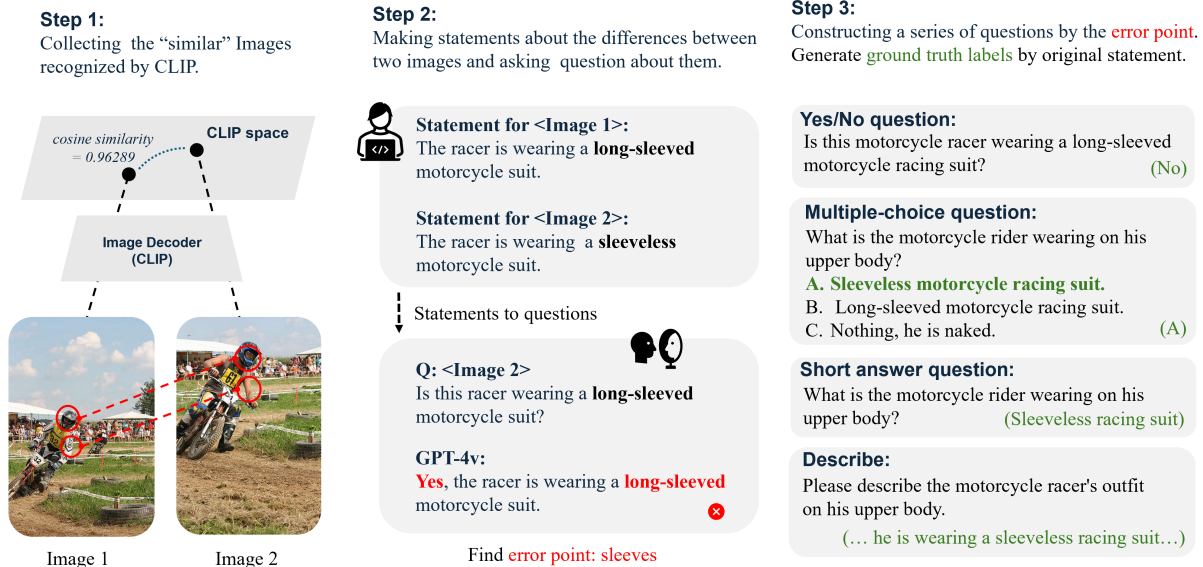 Step 1:
Collecting the “similar” Images
recognized by CLIP.
cosine similarity
= 0.96289
CLIP space
Image Decoder
(CLIP)
Image 1
Image 2
Step 2:
Making statements about the differences between
two images and asking question about them.
</>
Statement for <Image 1>:
The racer is wearing a long-sleeved
motorcycle suit.
Statement for <Image 2>:
The racer is wearing a sleeveless
motorcycle suit.
Statements to questions
Q: <Image 2>
Is this racer wearing a long-sleeved
motorcycle suit?
GPT-4v:
Yes, the racer is wearing a long-sleeved
motorcycle suit.
Find error point: sleeves
Step 3:
Constructing a series of questions by the error point.
Generate ground truth labels by original statement.
Yes/No question:
Is this motorcycle racer wearing a long-sleeved
motorcycle racing suit?
(No)
Multiple-choice question:
What is the motorcycle rider wearing on his
upper body?
A. Sleeveless motorcycle racing suit.
B. Long-sleeved motorcycle racing suit.
C. Nothing, he is naked.
(A)
Short answer question:
What is the motorcycle rider wearing on his
upper body?
(Sleeveless racing suit)
Describe:
Please describe the motorcycle racer's outfit
on his upper body.
(… he is wearing a sleeveless racing suit…)